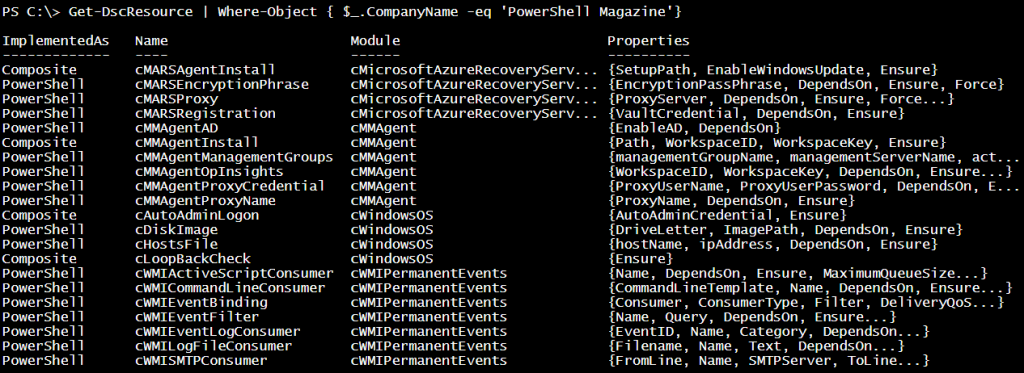 PS C:\> Get-DscResource | Where-Object { $_.CompanyName -eq 'PowerShell Magazine'}
ImplementedAs   Name                      Module                         Properties
-------------   ----                      ------                         ----------
Composite       cMARSAgentInstall         cMicrosoftAzureRecoveryServ... {SetupPath, EnableWindowsUpdate, Ensure}
PowerShell      cMARSEncryptionPhrase     cMicrosoftAzureRecoveryServ... {EncryptionPassPhrase, DependsOn, Ensure, Force}
PowerShell      cMARSProxy                cMicrosoftAzureRecoveryServ... {ProxyServer, DependsOn, Ensure, Force...}
PowerShell      cMARSRegistration         cMicrosoftAzureRecoveryServ... {VaultCredential, DependsOn, Ensure}
PowerShell      cMMAgentAD                cMMAgent                       {EnableAD, DependsOn}
Composite       cMMAgentInstall           cMMAgent                       {Path, WorkspaceID, WorkspaceKey, Ensure}
PowerShell      cMMAgentManagementGroups  cMMAgent                       {managementGroupName, managementServerName, act...
PowerShell      cMMAgentOpInsights        cMMAgent                       {WorkspaceID, WorkspaceKey, DependsOn, Ensure...}
PowerShell      cMMAgentProxyCredential   cMMAgent                       {ProxyUserName, ProxyUserPassword, DependsOn, E...
PowerShell      cMMAgentProxyName         cMMAgent                       {ProxyName, DependsOn, Ensure}
Composite       cAutoAdminLogon           cWindowsOS                     {AutoAdminCredential, Ensure}
PowerShell      cDiskImage                cWindowsOS                     {DriveLetter, ImagePath, DependsOn, Ensure}
PowerShell      cHostsFile                cWindowsOS                     {hostName, ipAddress, DependsOn, Ensure}
Composite       cLoopBackCheck            cWindowsOS                     {Ensure}
PowerShell      cWMIActiveScriptConsumer  cWMIPermanentEvents            {Name, DependsOn, Ensure, MaximumQueueSize...}
PowerShell      cWMICommandLineConsumer   cWMIPermanentEvents            {CommandLineTemplate, Name, DependsOn, Ensure...}
PowerShell      cWMIEventBinding          cWMIPermanentEvents            {Consumer, ConsumerType, Filter, DeliveryQoS...}
PowerShell      cWMIEventFilter           cWMIPermanentEvents            {Name, Query, DependsOn, Ensure...}
PowerShell      cWMIEventLogConsumer      cWMIPermanentEvents            {EventID, Name, Category, DependsOn...}
PowerShell      cWMILogFileConsumer       cWMIPermanentEvents            {Filename, Name, Text, DependsOn...}
PowerShell      cWMISMTPConsumer          cWMIPermanentEvents            {FromLine, Name, SMTPServer, ToLine...}